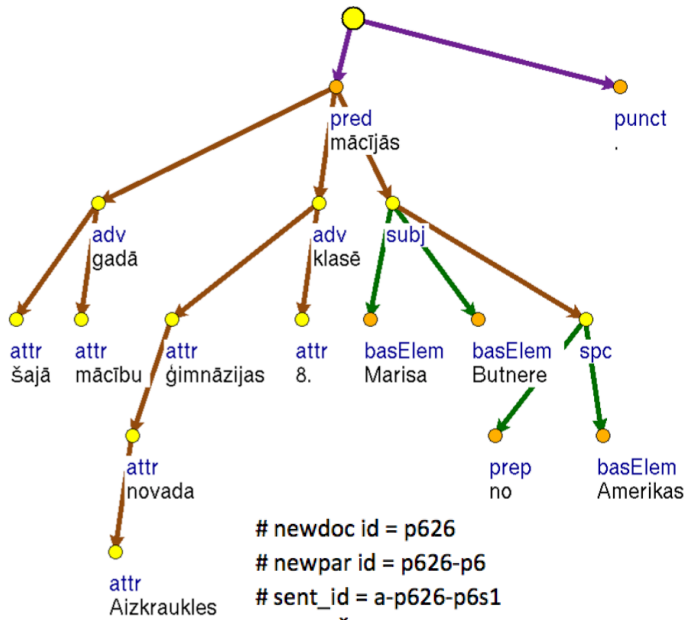 pred
mācījās
punct
.
adv
gadā
adv
klasē
subj
attr
šajā
attr
mācību
attr
ģimnāzijas
attr
8.
basElem
Marisa
basElem
Butnere
spc
attr
novada
prep
no
basElem
Amerikas
attr
Aizkraukles
# newdoc id = p626
# newpar id = p626-p6
# sent_id = a-p626-p6s1